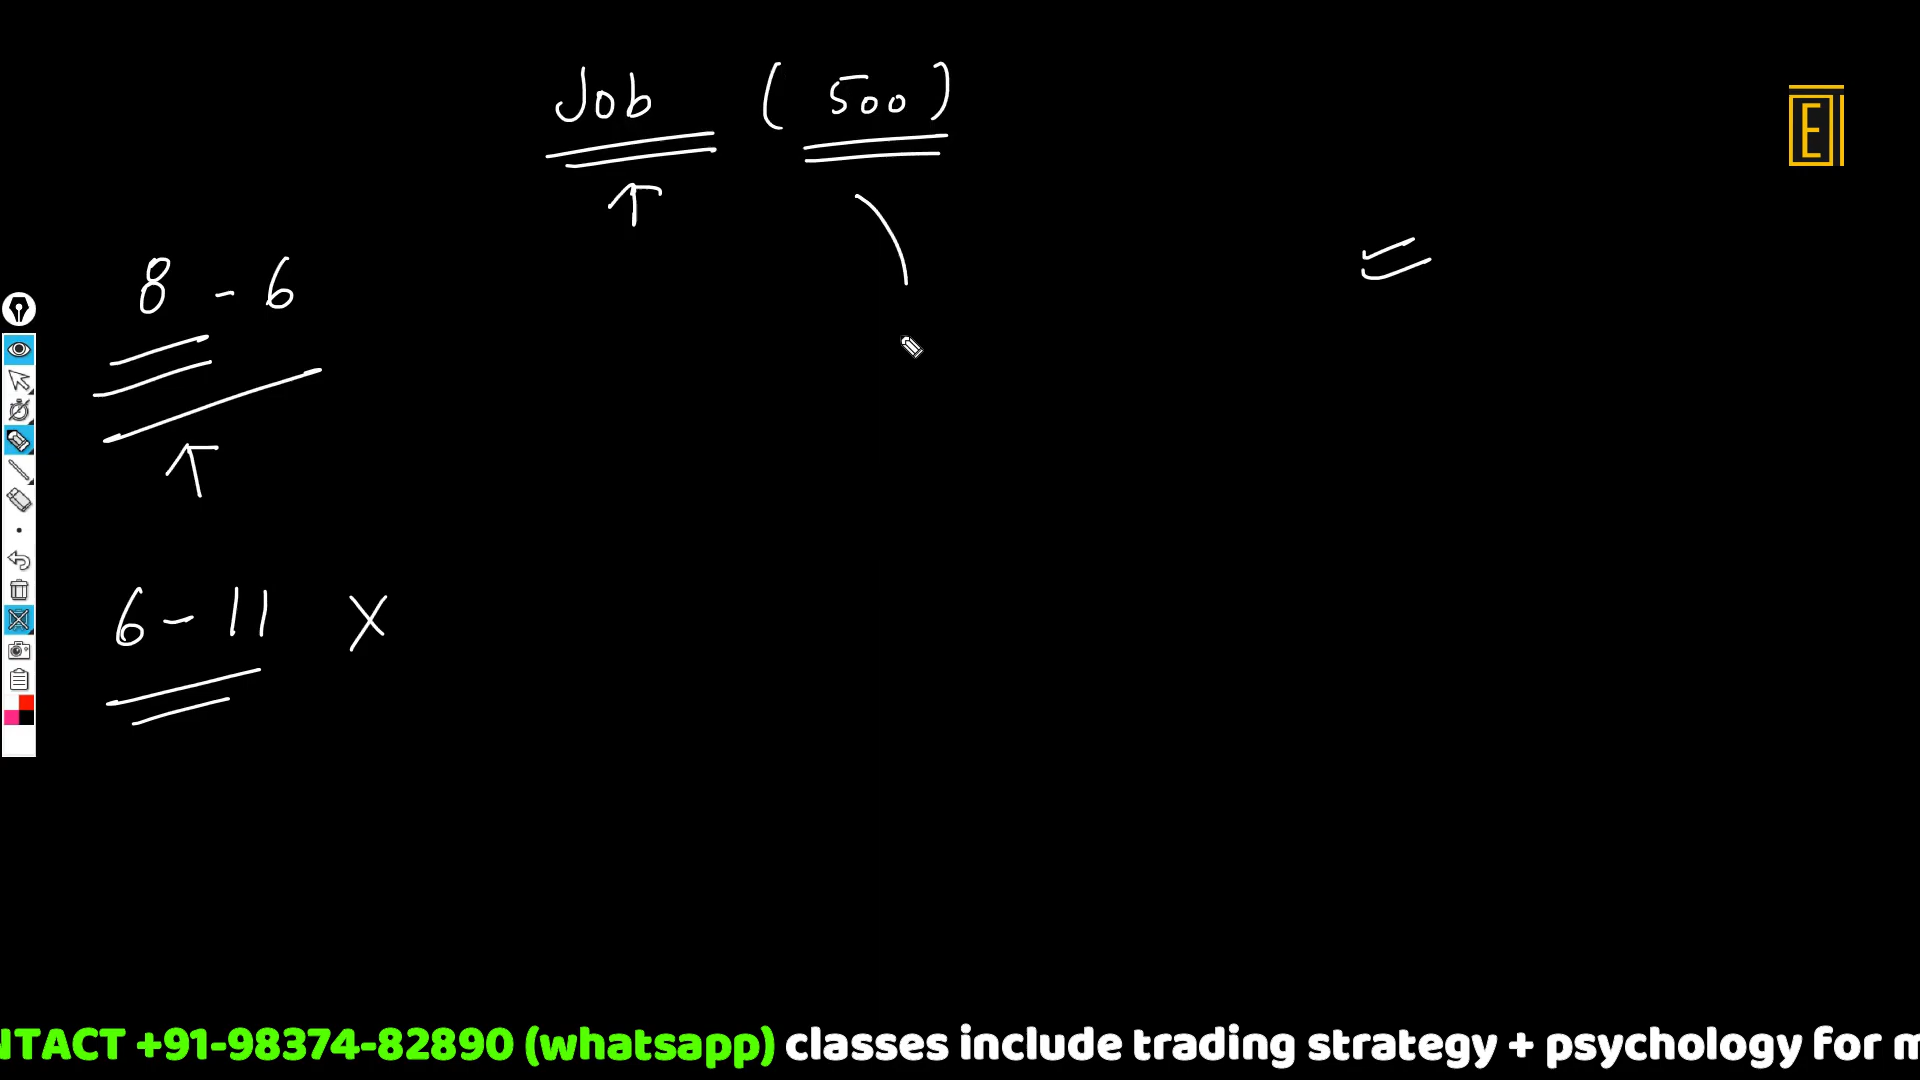 Job (500)
E
8 - 6
6 - 11 X
NTACT +91-98374-82890 (whatsapp) classes include trading strategy + psychology for m